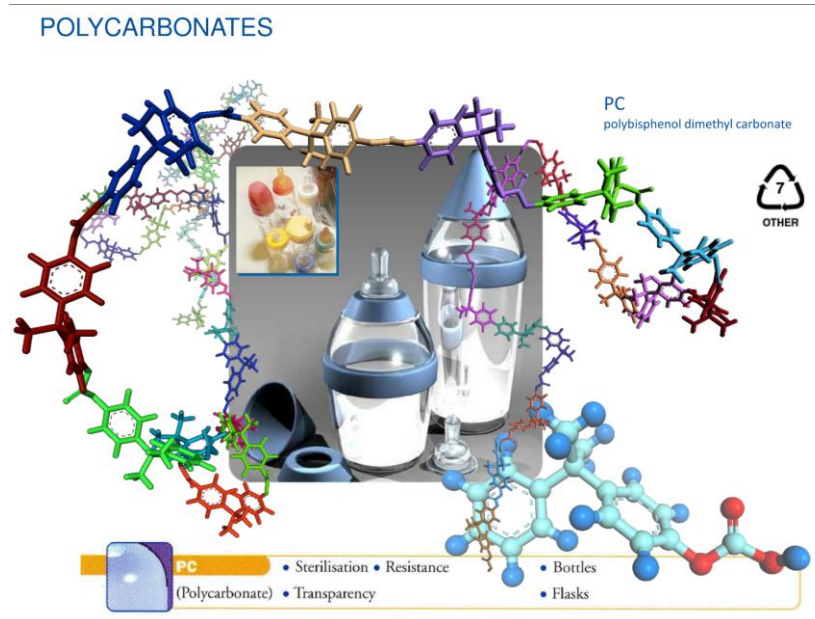 POLYCARBONATES
PC
polybisphenol dimethyl carbonate
7
OTHER
PC • Sterilisation • Resistance • Bottles
(Polycarbonate) • Transparency • Flasks